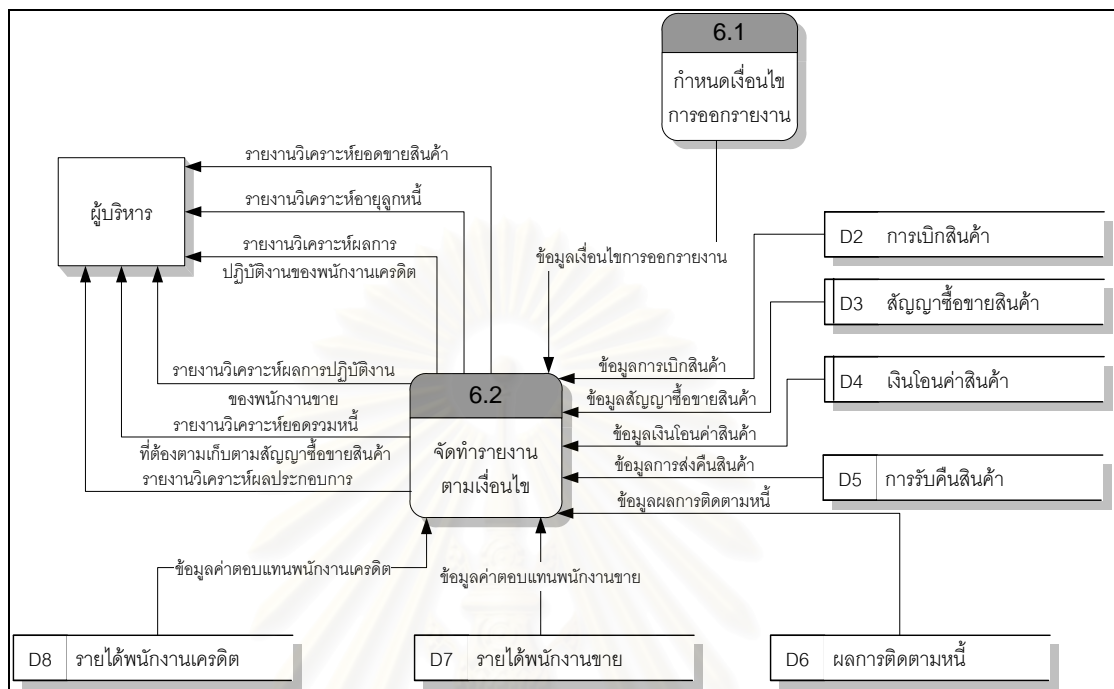 6.1
กำหนดเงื่อนไข
การออกรายงาน
รายงานวิเคราะห์ยอดขายสินค้า
ผู้บริหาร
รายงานวิเคราะห์อายุลูกหนี้
รายงานวิเคราะห์ผลการ
ปฏิบัติงานของพนักงานเครดิต
ข้อมูลเงื่อนไขการออกรายงาน
D2 การเบิกสินค้า
D3 สัญญาซื้อขายสินค้า
D4 เงินโอนค่าสินค้า
D5 การรับคืนสินค้า
รายงานวิเคราะห์ผลการปฏิบัติงาน
ของพนักงานขาย
รายงานวิเคราะห์ยอดรวมหนี้
ที่ต้องตามเก็บตามสัญญาซื้อขายสินค้า
รายงานวิเคราะห์ผลประกอบการ
6.2
จัดทำรายงาน
ตามเงื่อนไข
ข้อมูลการเบิกสินค้า
ข้อมูลสัญญาซื้อขายสินค้า
ข้อมูลเงินโอนค่าสินค้า
ข้อมูลการส่งคืนสินค้า
ข้อมูลผลการติดตามหนี้
ข้อมูลค่าตอบแทนพนักงานเครดิต
ข้อมูลค่าตอบแทนพนักงานขาย
D8 รายได้พนักงานเครดิต
D7 รายได้พนักงานขาย
D6 ผลการติดตามหนี้